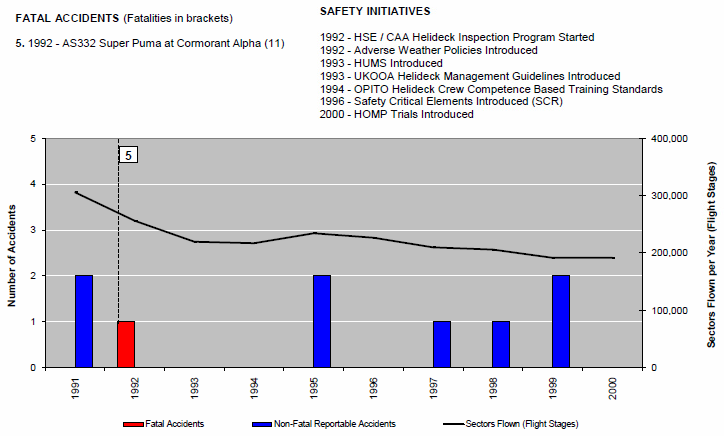 FATAL ACCIDENTS (Fatalities in brackets)
5. 1992 - AS332 Super Puma at Cormorant Alpha (11)
SAFETY INITIATIVES
1992 - HSE / CAA Helideck Inspection Program Started
1992 - Adverse Weather Policies Introduced
1993 - HUMS Introduced
1993 - UKOOA Helideck Management Guidelines Introduced
1994 - OPITO Helideck Crew Competence Based Training Standards
1996 - Safety Critical Elements Introduced (SCR)
2000 - HOMP Trials Introduced
Number of Accidents
5
4
3
2
1
0
5
400,000
300,000
200,000
100,000
0
Sectors Flown per Year (Flight Stages)
1991
1992
1993
1994
1995
1996
1997
1998
1999
2000
Fatal Accidents
Non-Fatal Reportable Accidents
Sectors Flown (Flight Stages)